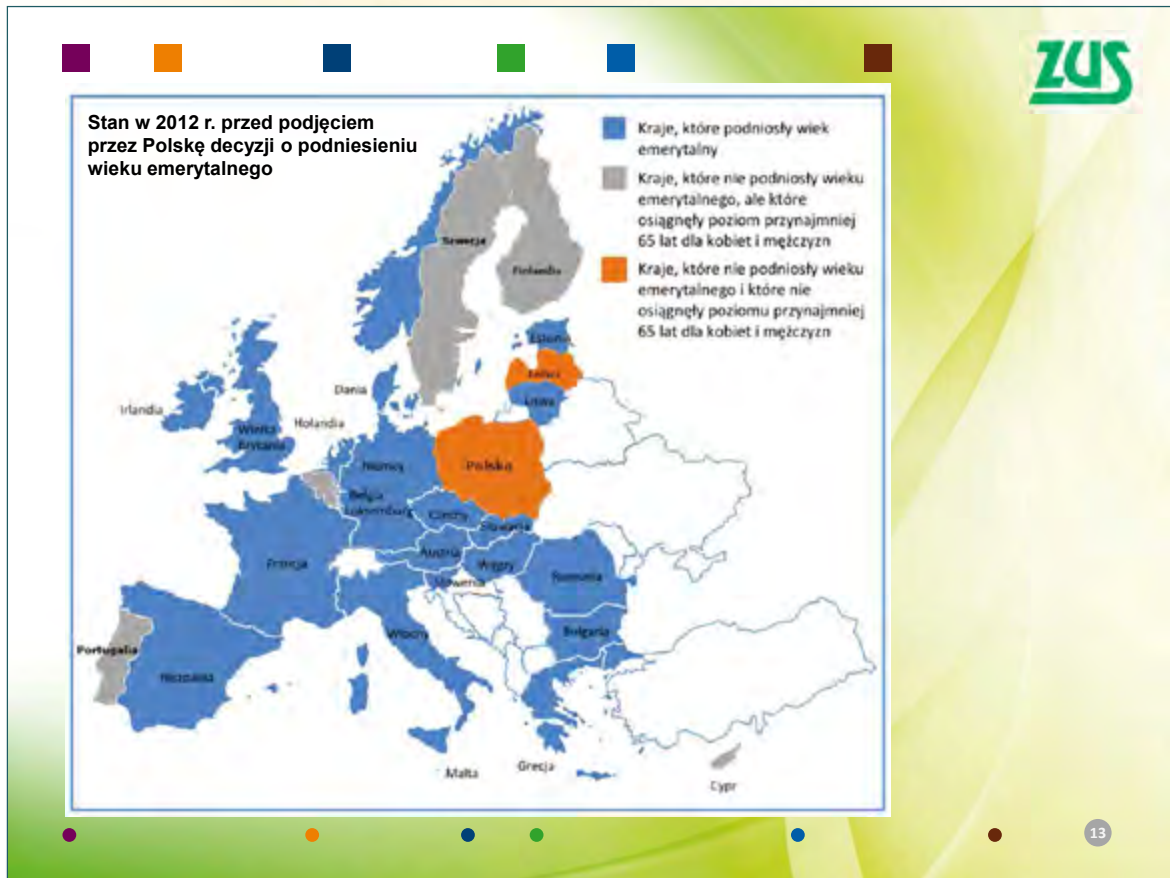 ZUS
Stan w 2012 r. przed podjęciem
przez Polskę decyzji o podniesieniu
wieku emerytalnego
Kraje, które podniosły wiek
emerytalny
Kraje, które nie podniosły wieku
emerytalnego, ale które
osiągnęły poziom przynajmniej
65 lat dla kobiet i mężczyzn
Kraje, które nie podniosły wieku
emerytalnego i które nie
osiągnęły poziomu przynajmniej
65 lat dla kobiet i mężczyzn
Szwecja
Finlandia
Estonia
Łotwa
Litwa
Dania
Irlandia
Holandia
Wielka
Brytania
Niemcy
Polska
Belgia
Luksemburg
Czechy
Słowacja
Austria
Węgry
Francja
Słowenia
Rumunia
Włochy
Bułgaria
Portugalia
Hiszpania
Malta
Grecja
Cypr
13